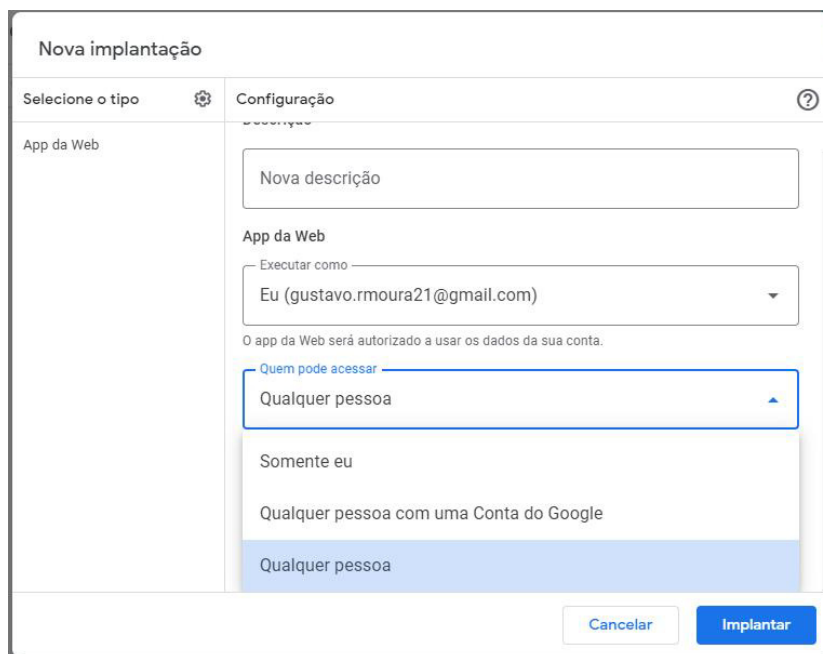 Nova implantação
Selecione o tipo
Configuração
App da Web
Descrição
Nova descrição
App da Web
Executar como
Eu (gustavo.rmoura21@gmail.com)
O app da Web será autorizado a usar os dados da sua conta.
Quem pode acessar
Qualquer pessoa
Somente eu
Qualquer pessoa com uma Conta do Google
Qualquer pessoa
Cancelar
Implantar